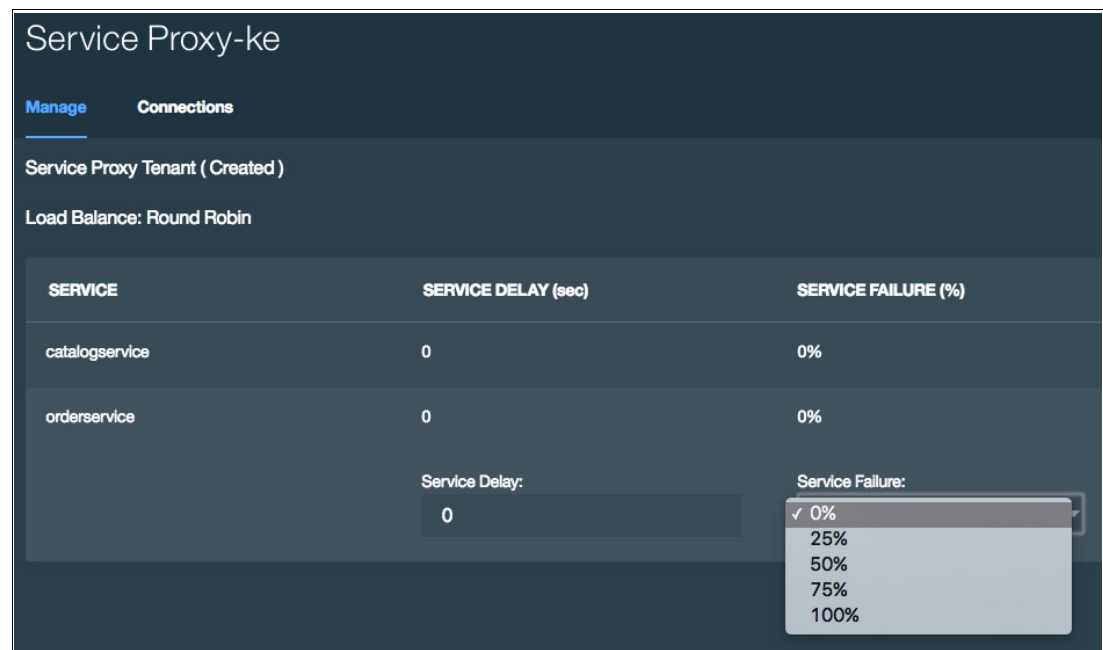 Service Proxy-ke
Manage Connections
Service Proxy Tenant ( Created )
Load Balance: Round Robin
SERVICE SERVICE DELAY (sec) SERVICE FAILURE (%)
catalogservice 0 0%
orderservice 0 0%
Service Delay: Service Failure:
0 ✓ 0%
25%
50%
75%
100%